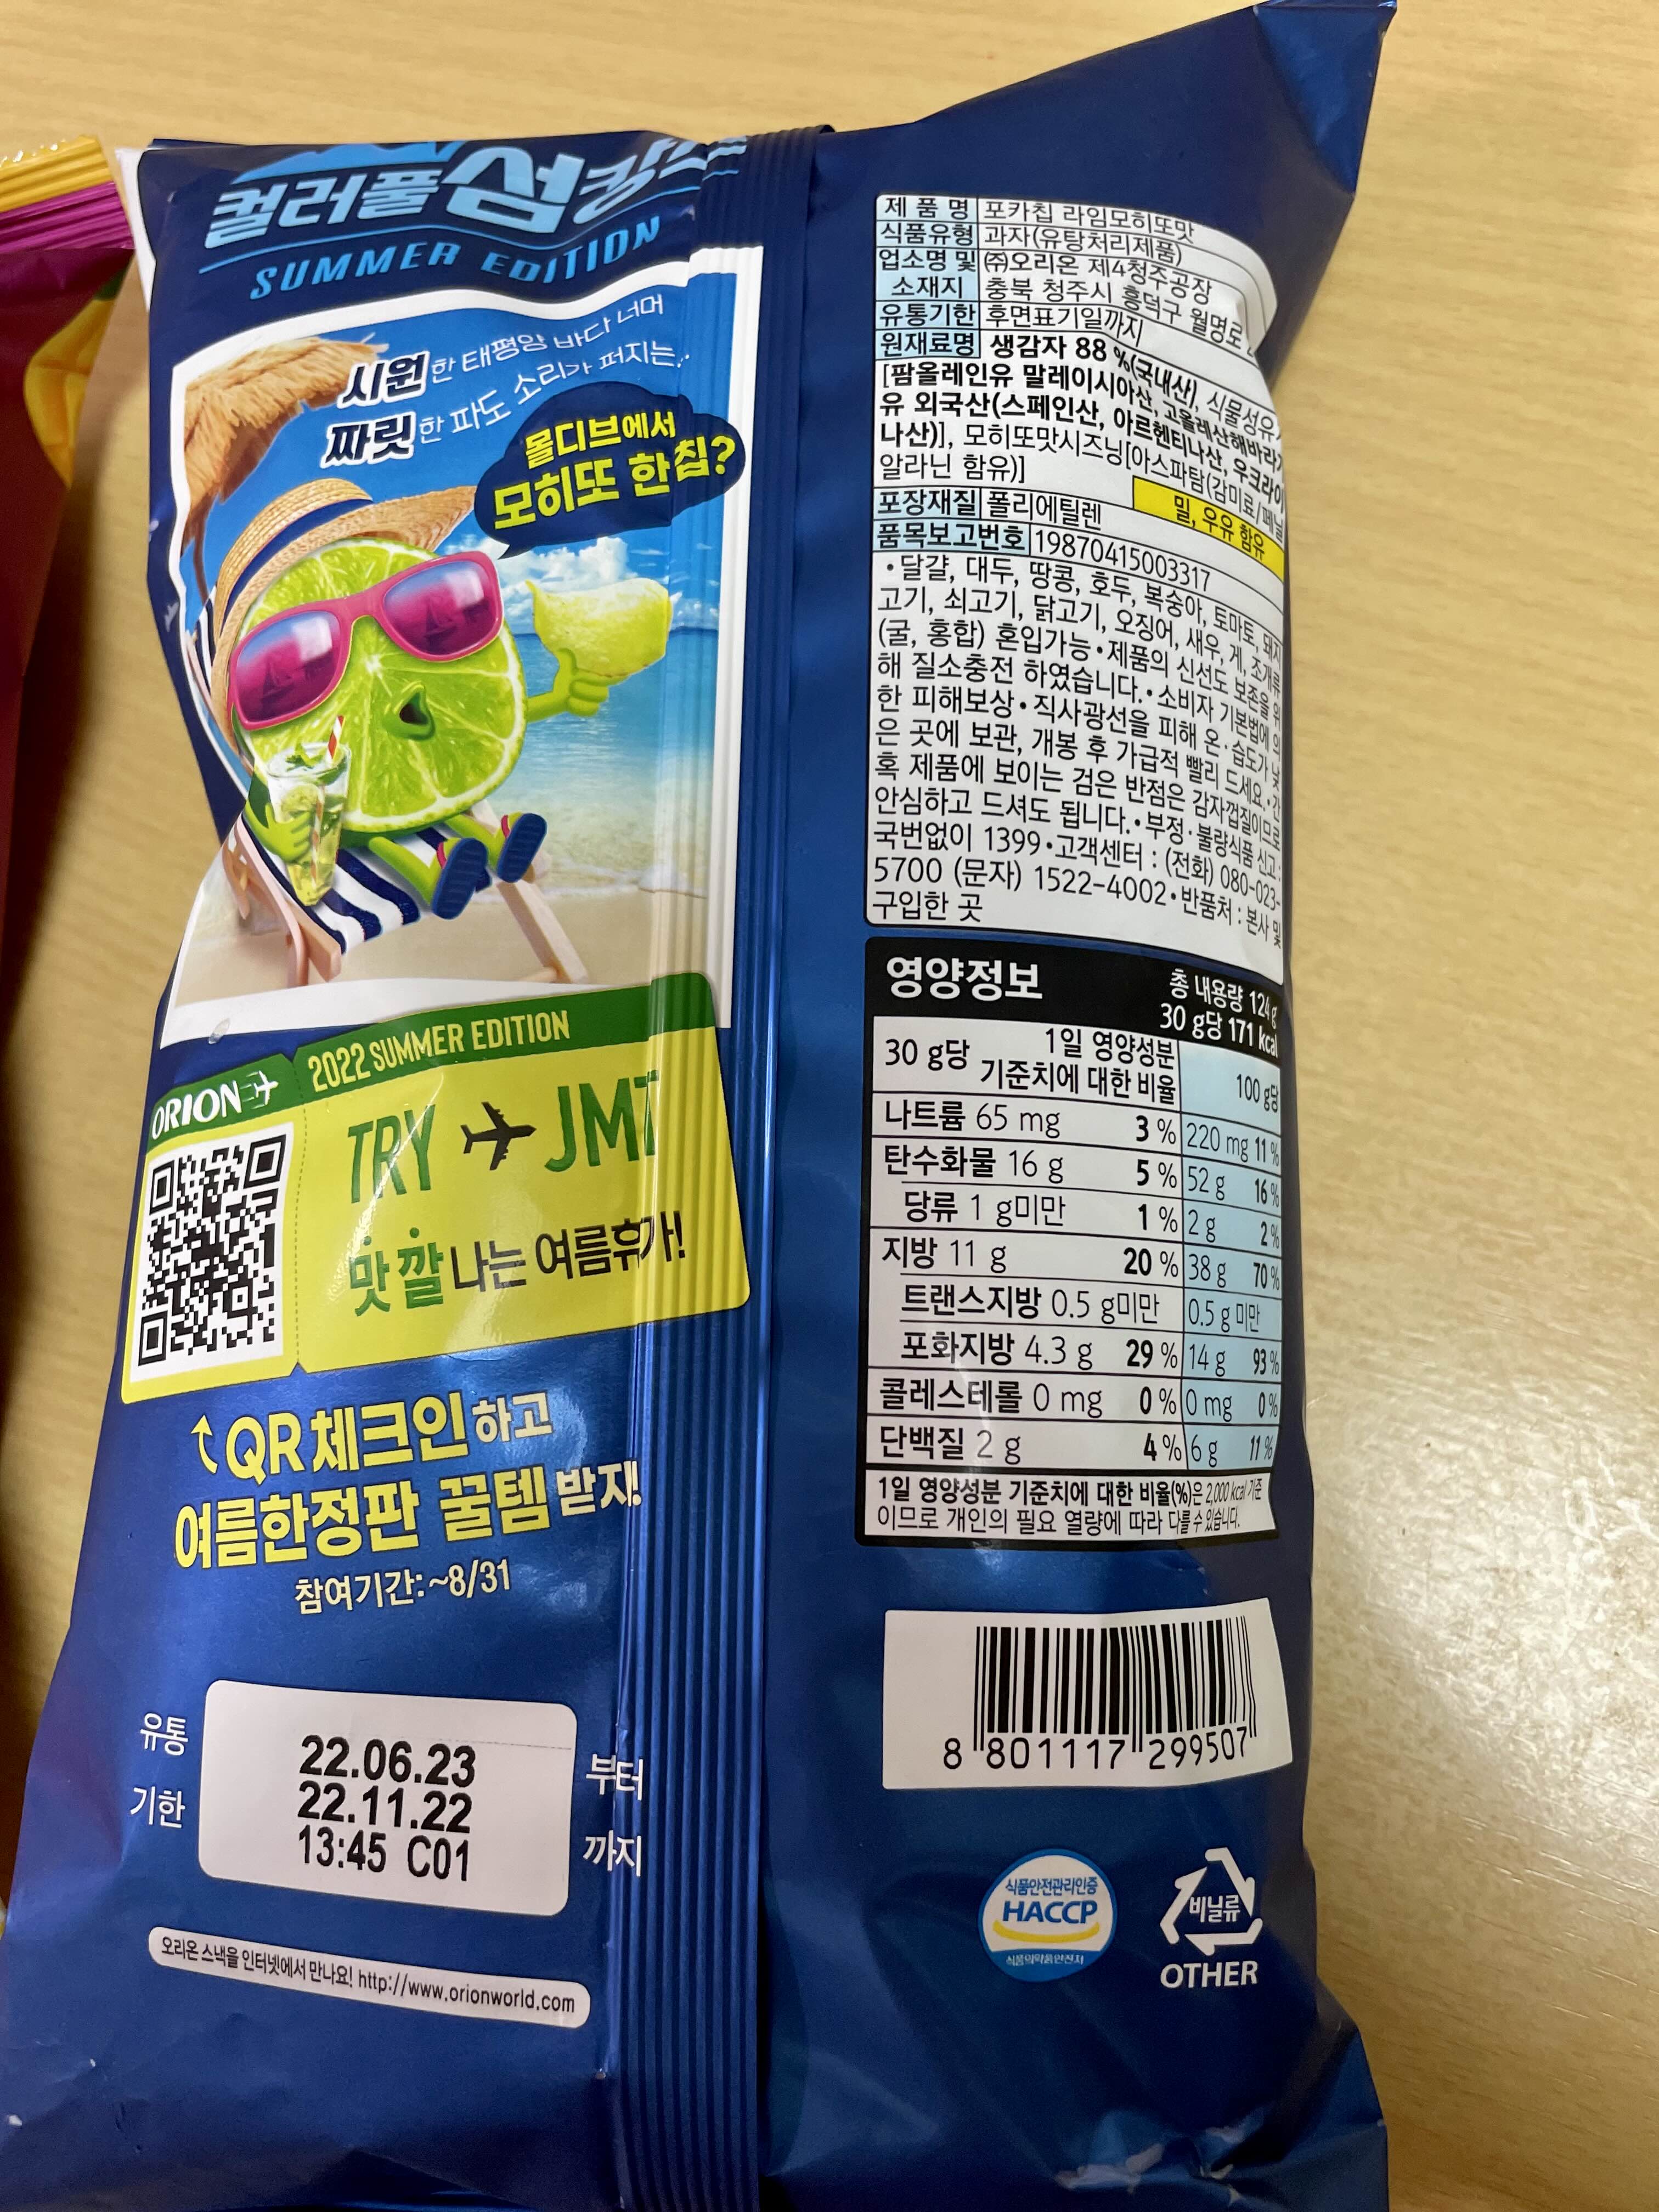 컬러풀 섬캉스
SUMMER EDITION
시원한 태평양 바다 너머
짜릿한 파도 소리가 퍼지는..
몰디브에서
모히또 한 칩?
ORION
2022 SUMMER EDITION
TRY JMT
맛깔나는 여름휴가!
QR 체크인하고
여름한정판 꿀템 받자!
참여기간: ~8/31
유통
기한
22.06.23
22.11.22
13:45 C01
부터
까지
오리온 스낵을 인터넷에서 만나요! http://www.orionworld.com
제 품 명 포카칩 라임모히또맛
식품유형 과자(유탕처리제품)
업소명 및 ㈜오리온 제4청주공장
소재지 충북 청주시 흥덕구 월명로
유통기한 후면표기일까지
원재료명 생감자 88 %(국내산), 식물성유지
[팜올레인유 말레이시아산, 고올레산해바라기
유 외국산(스페인산, 아르헨티나산, 우크라이
나산)], 모히또맛시즈닝[아스파탐(감미료/페닐
알라닌 함유)]
밀, 우유 함유
포장재질 폴리에틸렌
품목보고번호 19870415003317
•달걀, 대두, 땅콩, 호두, 복숭아, 토마토, 돼지
고기, 쇠고기, 닭고기, 오징어, 새우, 게, 조개류
(굴, 홍합) 혼입가능•제품의 신선도 보존을 위
해 질소충전 하였습니다.•소비자 기본법에 의
한 피해보상•직사광선을 피해 온·습도가 낮
은 곳에 보관, 개봉 후 가급적 빨리 드세요.•간
혹 제품에 보이는 검은 반점은 감자껍질이므로
안심하고 드셔도 됩니다.•부정·불량식품 신고:
국번없이 1399•고객센터 : (전화) 080-023-
5700 (문자) 1522-4002•반품처 : 본사 및
구입한 곳
영양정보
총 내용량 124 g
30 g당 171 kcal
30 g당 1일 영양성분 기준치에 대한 비율 100 g당
나트륨 65 mg 3 % 220 mg 11 %
탄수화물 16 g 5 % 52 g 16 %
당류 1 g미만 1 % 2 g 2 %
지방 11 g 20 % 38 g 70 %
트랜스지방 0.5 g미만 0.5 g 미만
포화지방 4.3 g 29 % 14 g 93 %
콜레스테롤 0 mg 0 % 0 mg 0 %
단백질 2 g 4 % 6 g 11 %
1일 영양성분 기준치에 대한 비율(%)은 2,000 kcal 기준
이므로 개인의 필요 열량에 따라 다를 수 있습니다.
8 801117 299507
식품안전관리인증
HACCP
식품의약품안전처
비닐류
OTHER